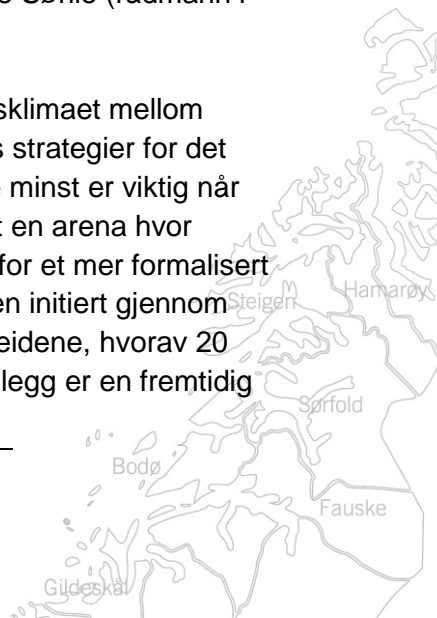 (rådmann i
sklimaet mellom
s strategier for det
minst er viktig når
t en arena hvor
for et mer formalisert
en initiert gjennom
eidene, hvorav 20
legg er en fremtidig
Steigen
Hamarøy
Sørfold
Bodø
Fauske
Gildeskål